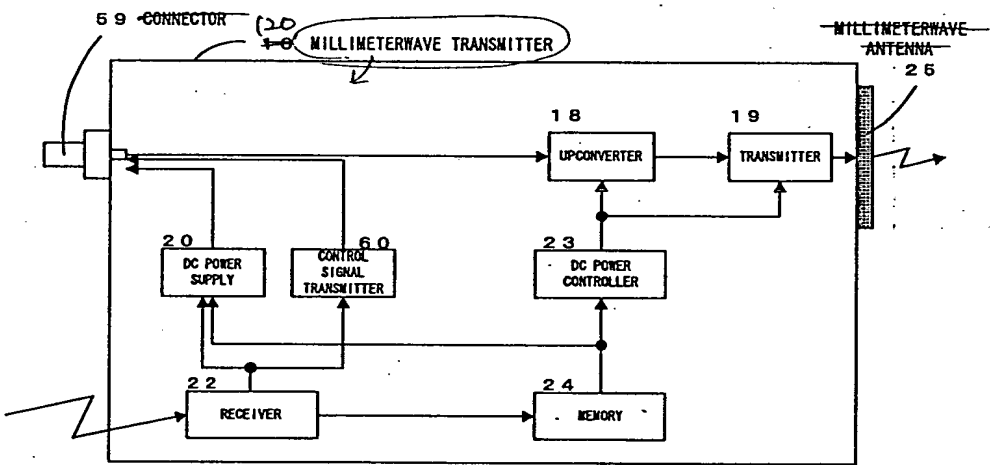 59 CONNECTOR
120
10 MILLIMETERWAVE TRANSMITTER
MILLIMETERWAVE
ANTENNA
25
18
UPCONVERTER
19
TRANSMITTER
20
DC POWER
SUPPLY
60
CONTROL
SIGNAL
TRANSMITTER
23
DC POWER
CONTROLLER
22
RECEIVER
24
MEMORY